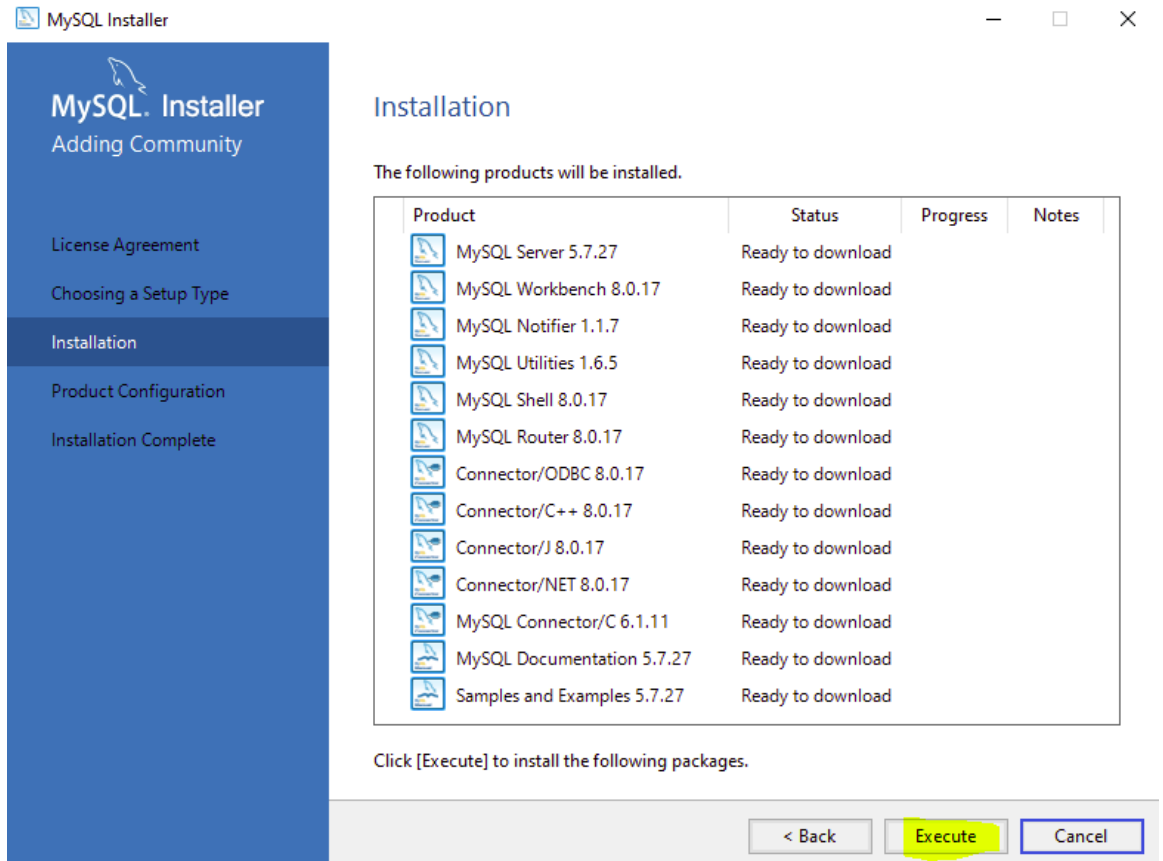 MySQL Installer
MySQL. Installer
Adding Community
License Agreement
Choosing a Setup Type
Installation
Product Configuration
Installation Complete
Installation
The following products will be installed.
Product Status Progress Notes
MySQL Server 5.7.27 Ready to download
MySQL Workbench 8.0.17 Ready to download
MySQL Notifier 1.1.7 Ready to download
MySQL Utilities 1.6.5 Ready to download
MySQL Shell 8.0.17 Ready to download
MySQL Router 8.0.17 Ready to download
Connector/ODBC 8.0.17 Ready to download
Connector/C++ 8.0.17 Ready to download
Connector/J 8.0.17 Ready to download
Connector/NET 8.0.17 Ready to download
MySQL Connector/C 6.1.11 Ready to download
MySQL Documentation 5.7.27 Ready to download
Samples and Examples 5.7.27 Ready to download
Click [Execute] to install the following packages.
< Back Execute Cancel